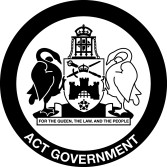 FOR THE QUEEN, THE LAW, AND THE PEOPLE
ACT GOVERNMENT